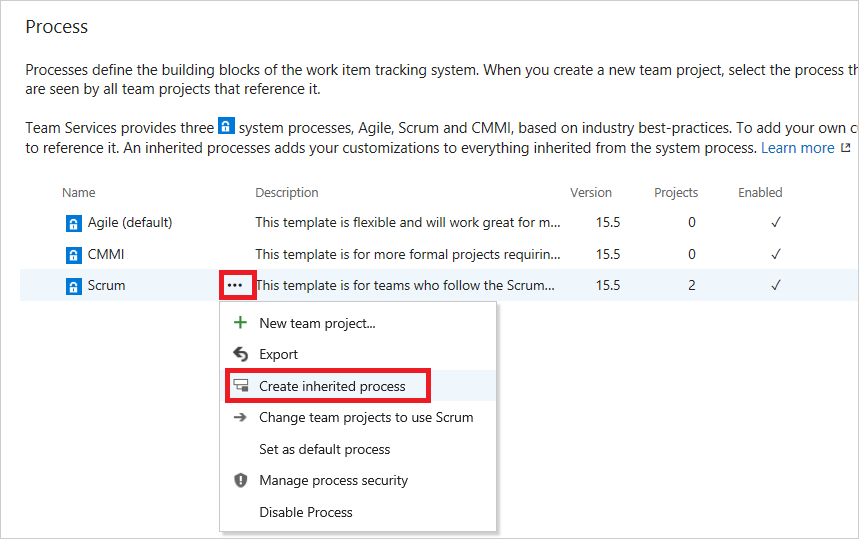 Process
Processes define the building blocks of the work item tracking system. When you create a new team project, select the process th
are seen by all team projects that reference it.
Team Services provides three system processes, Agile, Scrum and CMMI, based on industry best-practices. To add your own c
to reference it. An inherited processes adds your customizations to everything inherited from the system process. Learn more
Name Description Version Projects Enabled
Agile (default) This template is flexible and will work great for m... 15.5 0 ✓
CMMI This template is for more formal projects requirin... 15.5 0 ✓
Scrum ... This template is for teams who follow the Scrum... 15.5 2 ✓
New team project...
Export
Create inherited process
Change team projects to use Scrum
Set as default process
Manage process security
Disable Process